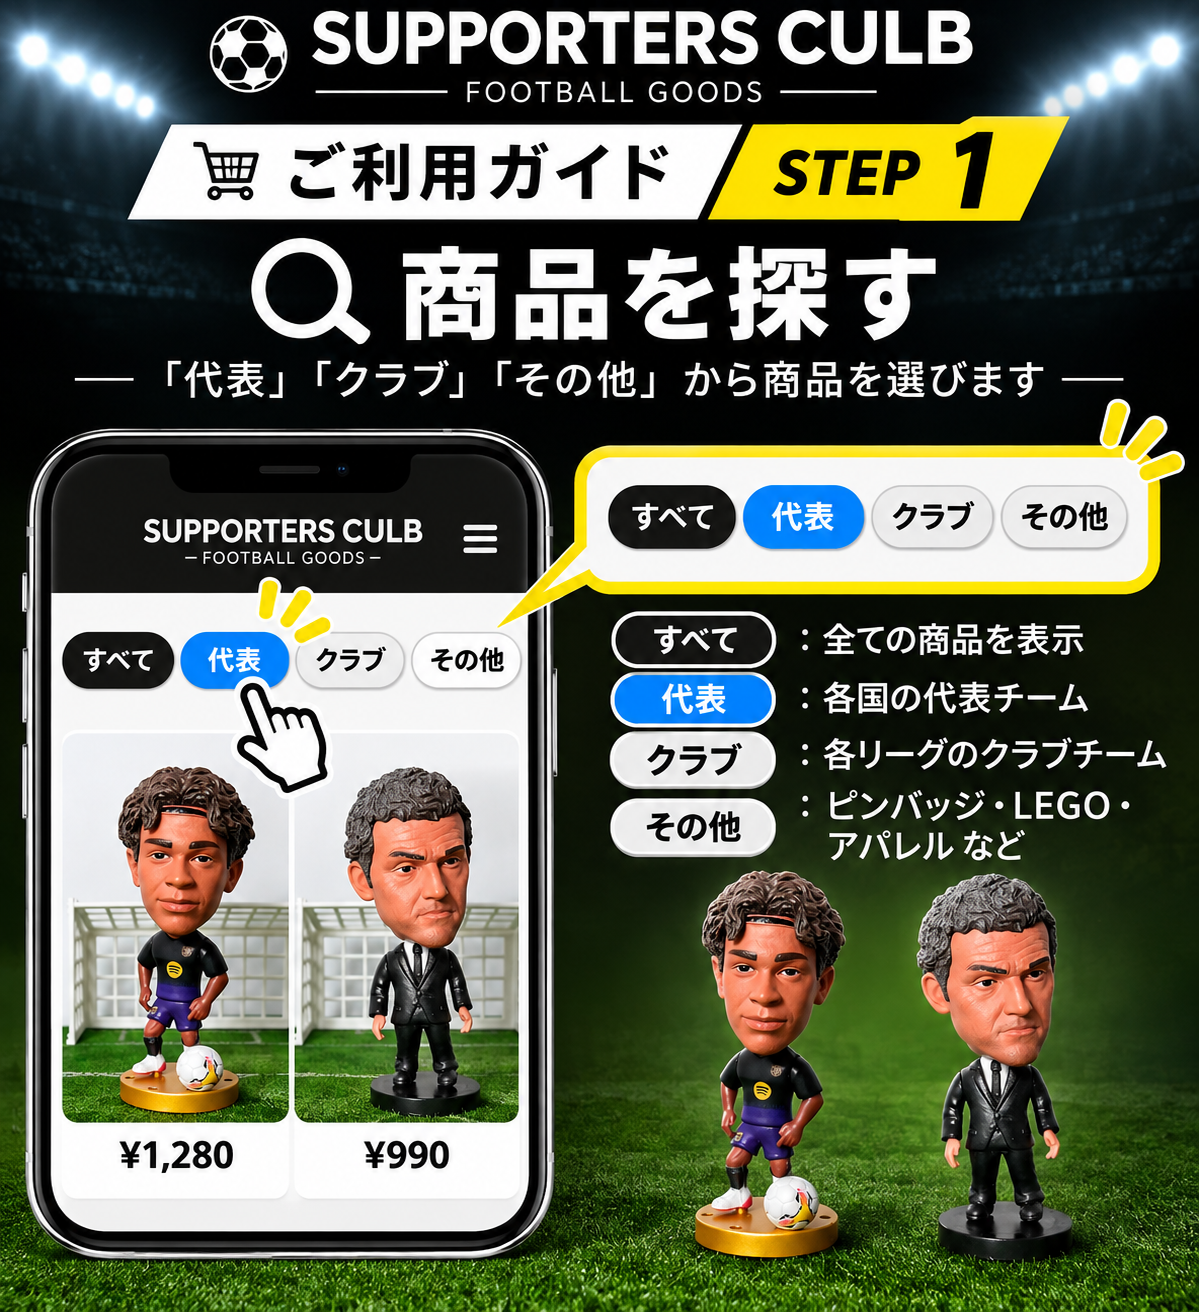 SUPPORTERS CULB
FOOTBALL GOODS
ご利用ガイド STEP 1
商品を探す
「代表」「クラブ」「その他」から商品を選びます
すべて 代表 クラブ その他
SUPPORTERS CULB
FOOTBALL GOODS
すべて 代表 クラブ その他
すべて : 全ての商品を表示
代表 : 各国の代表チーム
クラブ : 各リーグのクラブチーム
その他 : ピンバッジ・LEGO・
アパレル など
¥1,280 ¥990